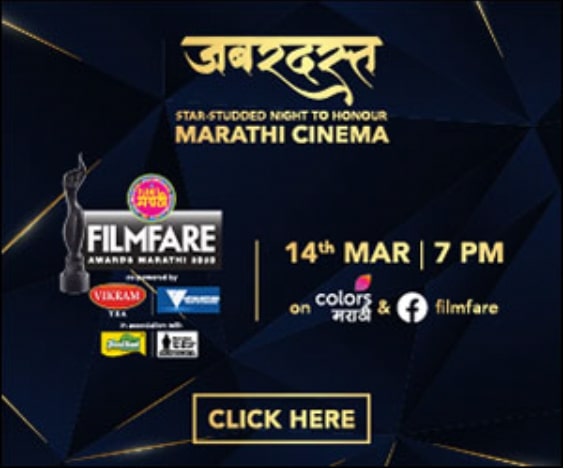 जबरदस्त
STAR-STUDDED NIGHT TO HONOUR
MARATHI CINEMA
FILMFARE
AWARDS MARATHI 2020
co-powered by
VIKRAM
TEA
in association with
14th MAR | 7 PM
on colors मराठी & f filmfare
CLICK HERE